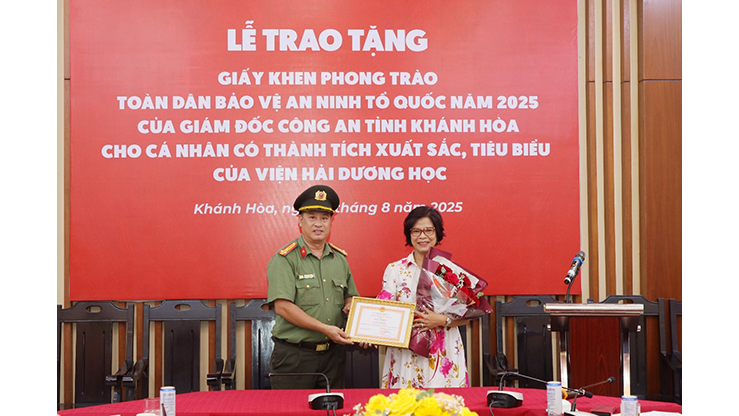 LỄ TRAO TẶNG
GIẤY KHEN PHONG TRÀO
TOÀN DÂN BẢO VỆ AN NINH TỔ QUỐC NĂM 2025
CỦA GIÁM ĐỐC CÔNG AN TỈNH KHÁNH HÒA
CHO CÁ NHÂN CÓ THÀNH TÍCH XUẤT SẮC, TIÊU BIỂU
CỦA VIỆN HẢI DƯƠNG HỌC
Khánh Hòa, tháng 8 năm 2025